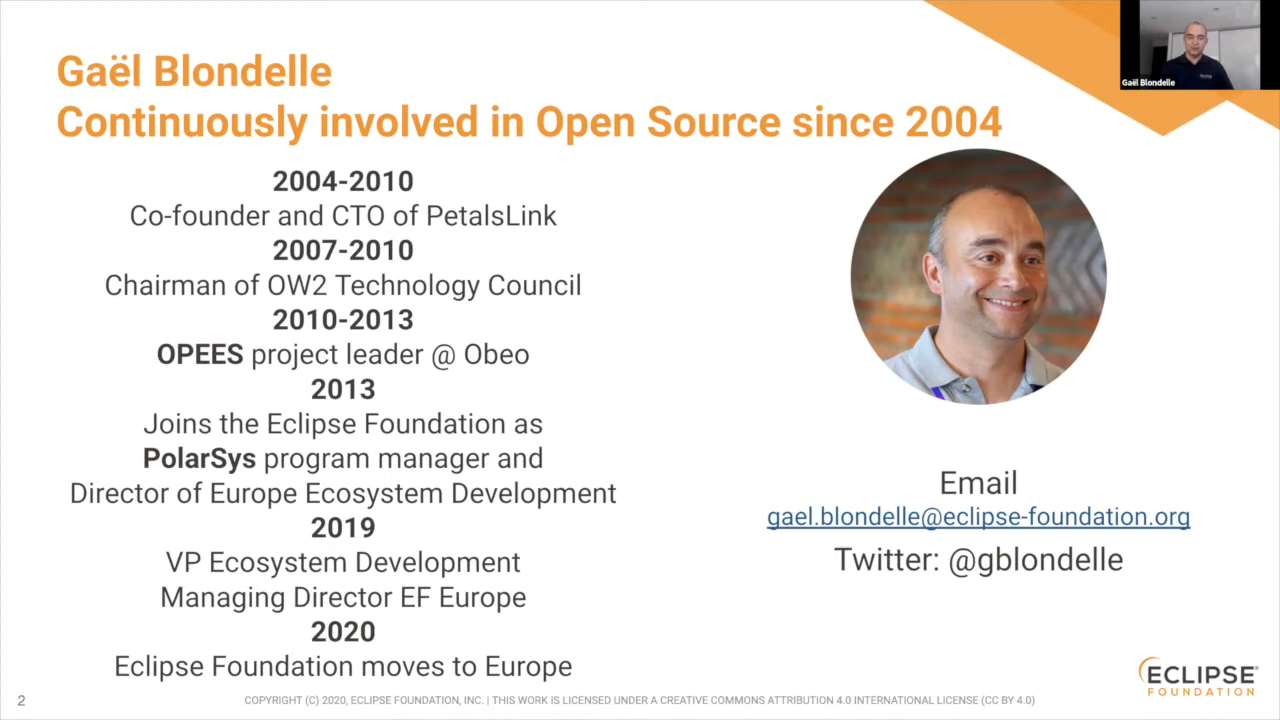 Gaël Blondelle
Gaël Blondelle
Continuously involved in Open Source since 2004
2004-2010
Co-founder and CTO of PetalsLink
2007-2010
Chairman of OW2 Technology Council
2010-2013
OPEES project leader @ Obeo
2013
Joins the Eclipse Foundation as
PolarSys program manager and
Director of Europe Ecosystem Development
2019
VP Ecosystem Development
Managing Director EF Europe
2020
Eclipse Foundation moves to Europe
Email
gael.blondelle@eclipse-foundation.org
Twitter: @gblondelle
2
COPYRIGHT (C) 2020, ECLIPSE FOUNDATION, INC. | THIS WORK IS LICENSED UNDER A CREATIVE COMMONS ATTRIBUTION 4.0 INTERNATIONAL LICENSE (CC BY 4.0)
ECLIPSE
FOUNDATION